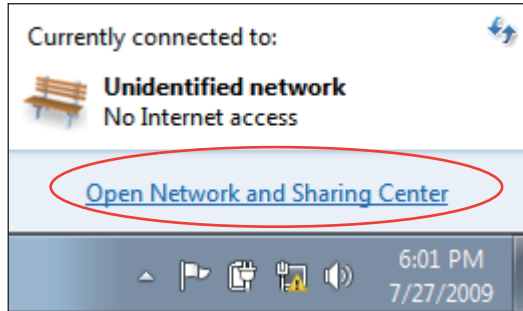 Currently connected to:
Unidentified network
No Internet access
Open Network and Sharing Center
6:01 PM
7/27/2009